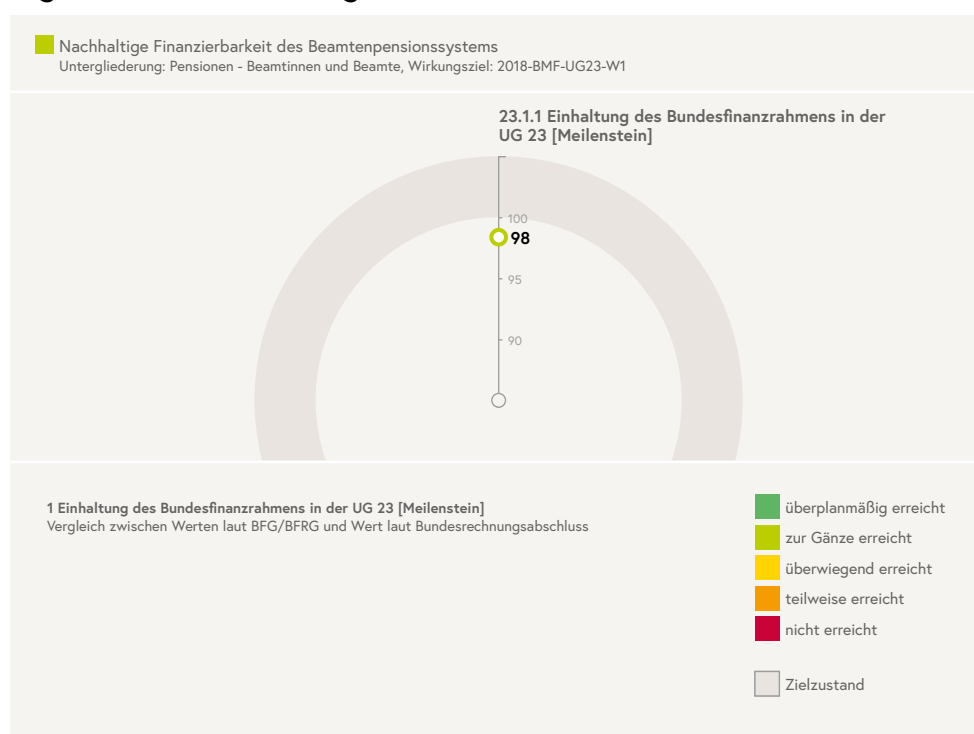 Nachhaltige Finanzierbarkeit des Beamtenpensionssystems
Untergliederung: Pensionen - Beamtinnen und Beamte, Wirkungsziel: 2018-BMF-UG23-W1
23.1.1 Einhaltung des Bundesfinanzrahmens in der
UG 23 [Meilenstein]
100
98
95
90
1 Einhaltung des Bundesfinanzrahmens in der UG 23 [Meilenstein]
Vergleich zwischen Werten laut BFG/BFRG und Wert laut Bundesrechnungsabschluss
überplanmäßig erreicht
zur Gänze erreicht
überwiegend erreicht
teilweise erreicht
nicht erreicht
Zielzustand